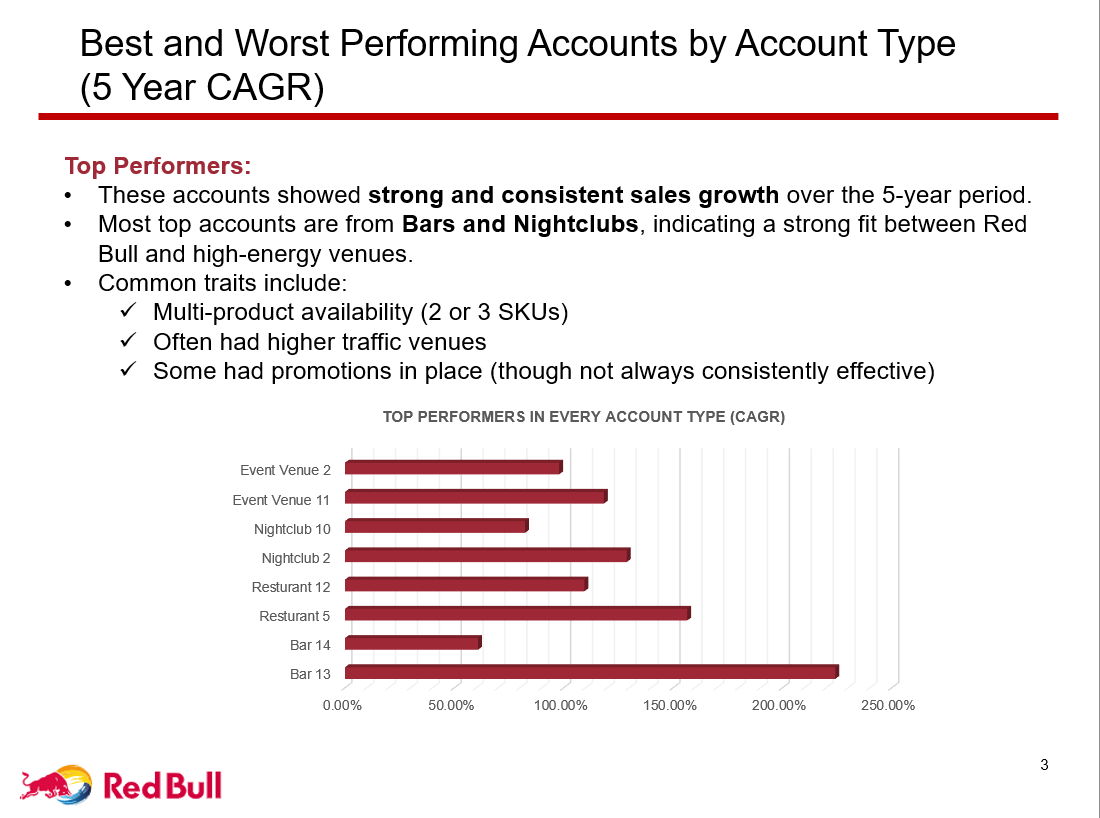 Best and Worst Performing Accounts by Account Type
(5 Year CAGR)
Top Performers:
• These accounts showed strong and consistent sales growth over the 5-year period.
• Most top accounts are from Bars and Nightclubs, indicating a strong fit between Red
Bull and high-energy venues.
• Common traits include:
✓ Multi-product availability (2 or 3 SKUs)
✓ Often had higher traffic venues
✓ Some had promotions in place (though not always consistently effective)
TOP PERFORMERS IN EVERY ACCOUNT TYPE (CAGR)
Event Venue 2
Event Venue 11
Nightclub 10
Nightclub 2
Resturant 12
Resturant 5
Bar 14
Bar 13
0.00% 50.00% 100.00% 150.00% 200.00% 250.00%
3
Red Bull